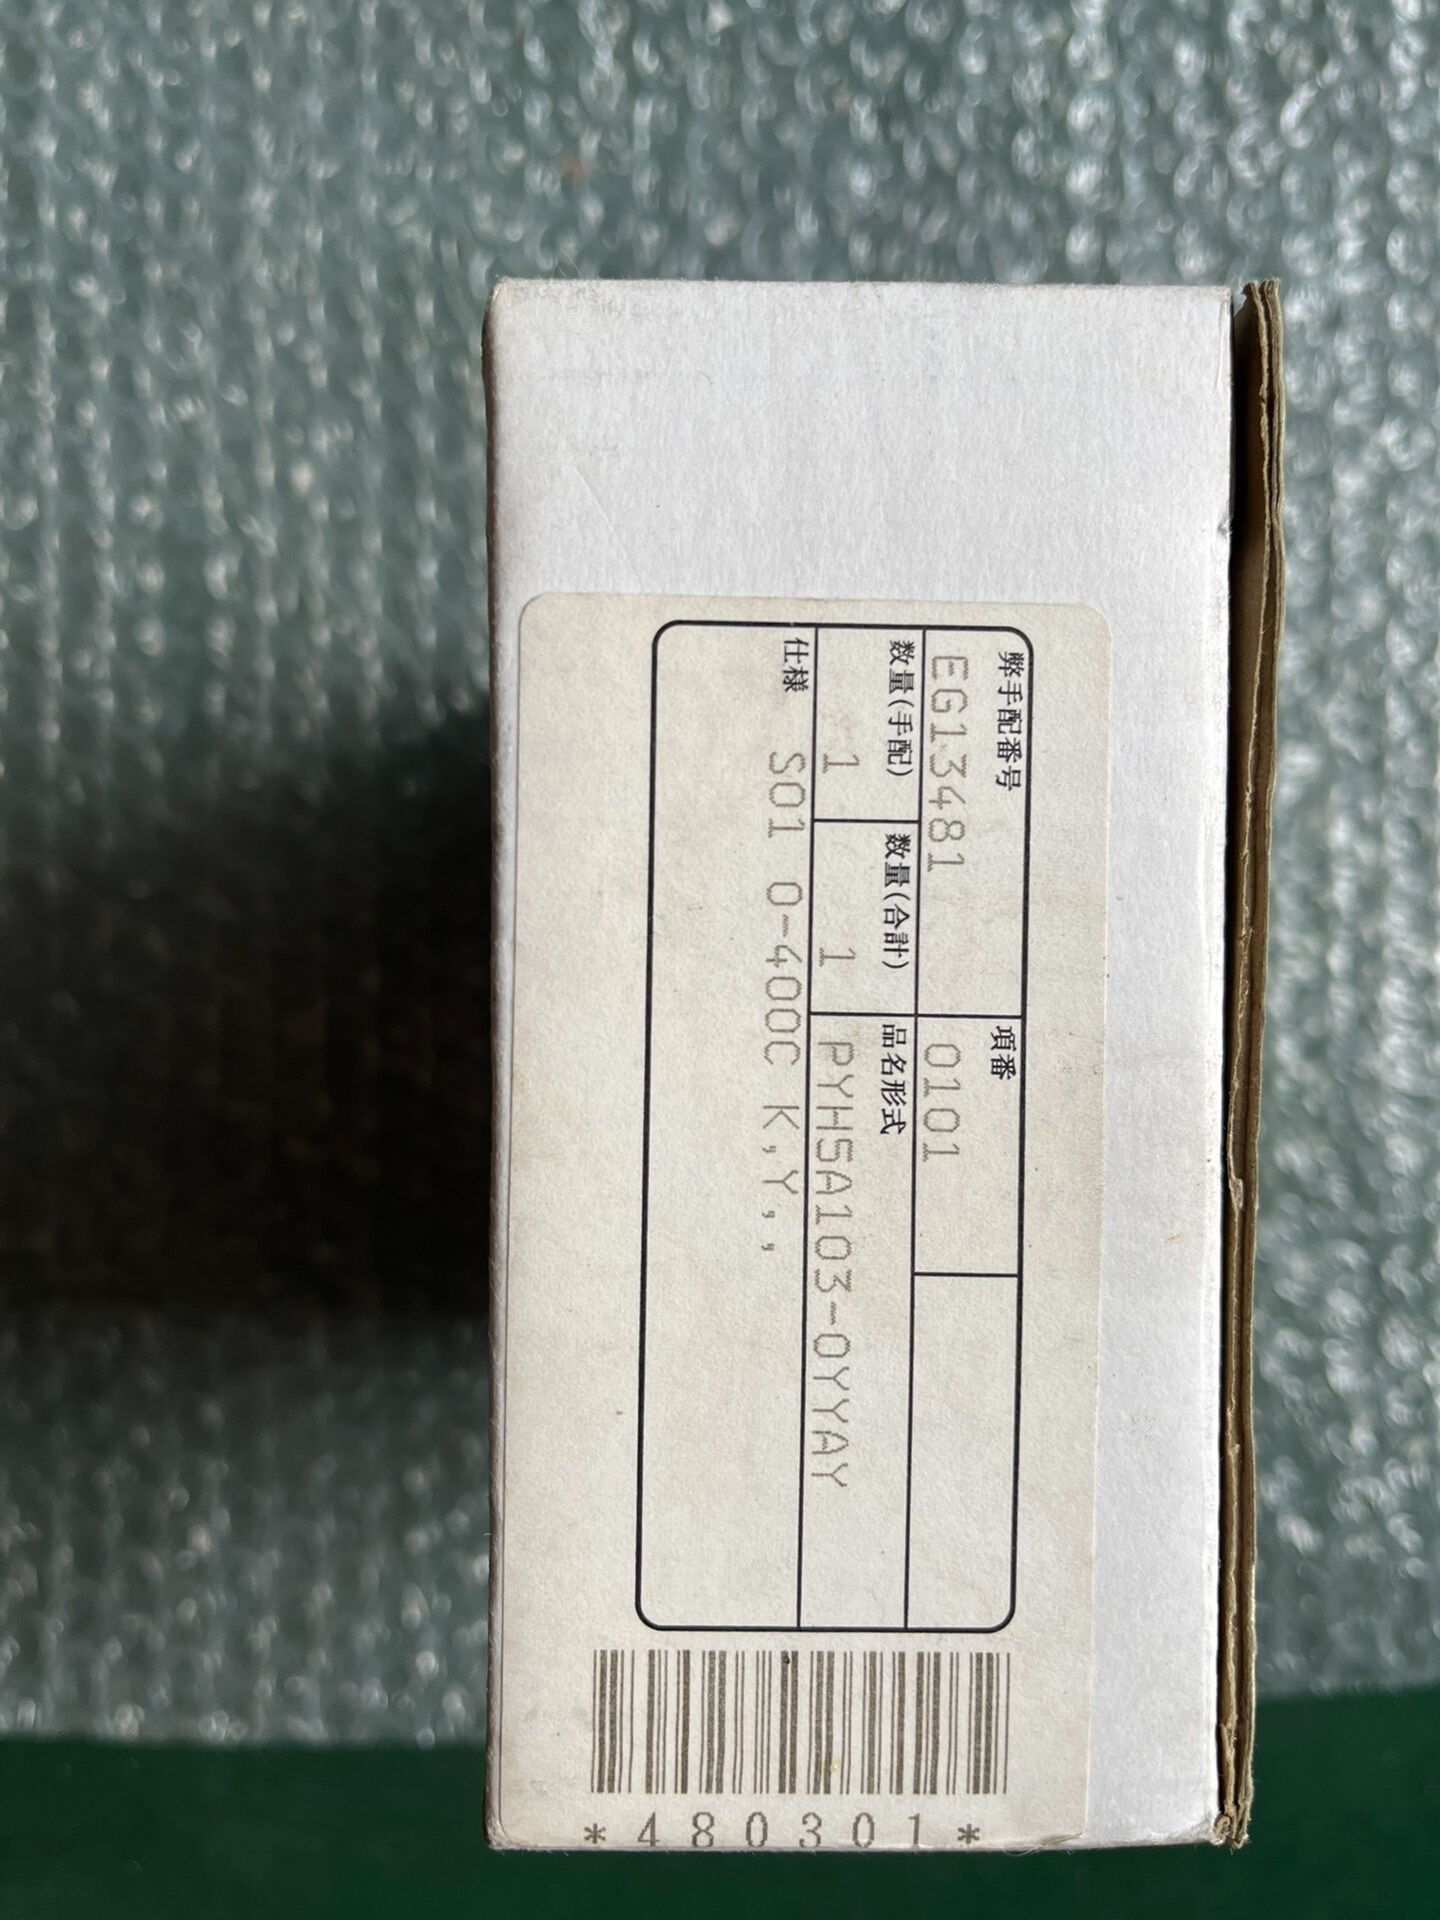 弊手配番号 項番
EG13481 0101
数量(手配) 数量(合計) 品名形式
1 1 PYHSA103-0YYAY
仕様 S01 0-400C K,Y,,
*480301*